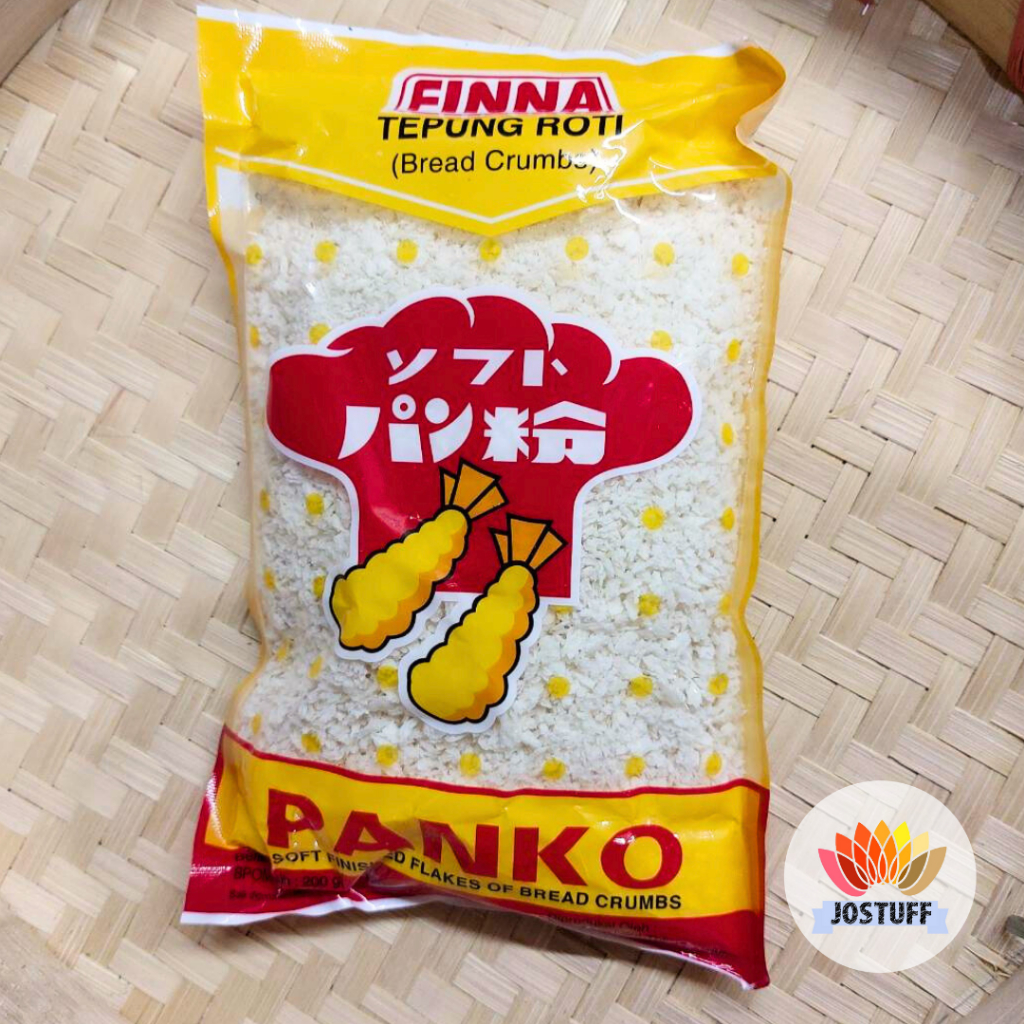 FINNA
TEPUNG ROTI
(Bread Crumbs)
ソフト
パン粉
PANKO
SOFT FINISHED FLAKES OF BREAD CRUMBS
200 g
JOSTUFF